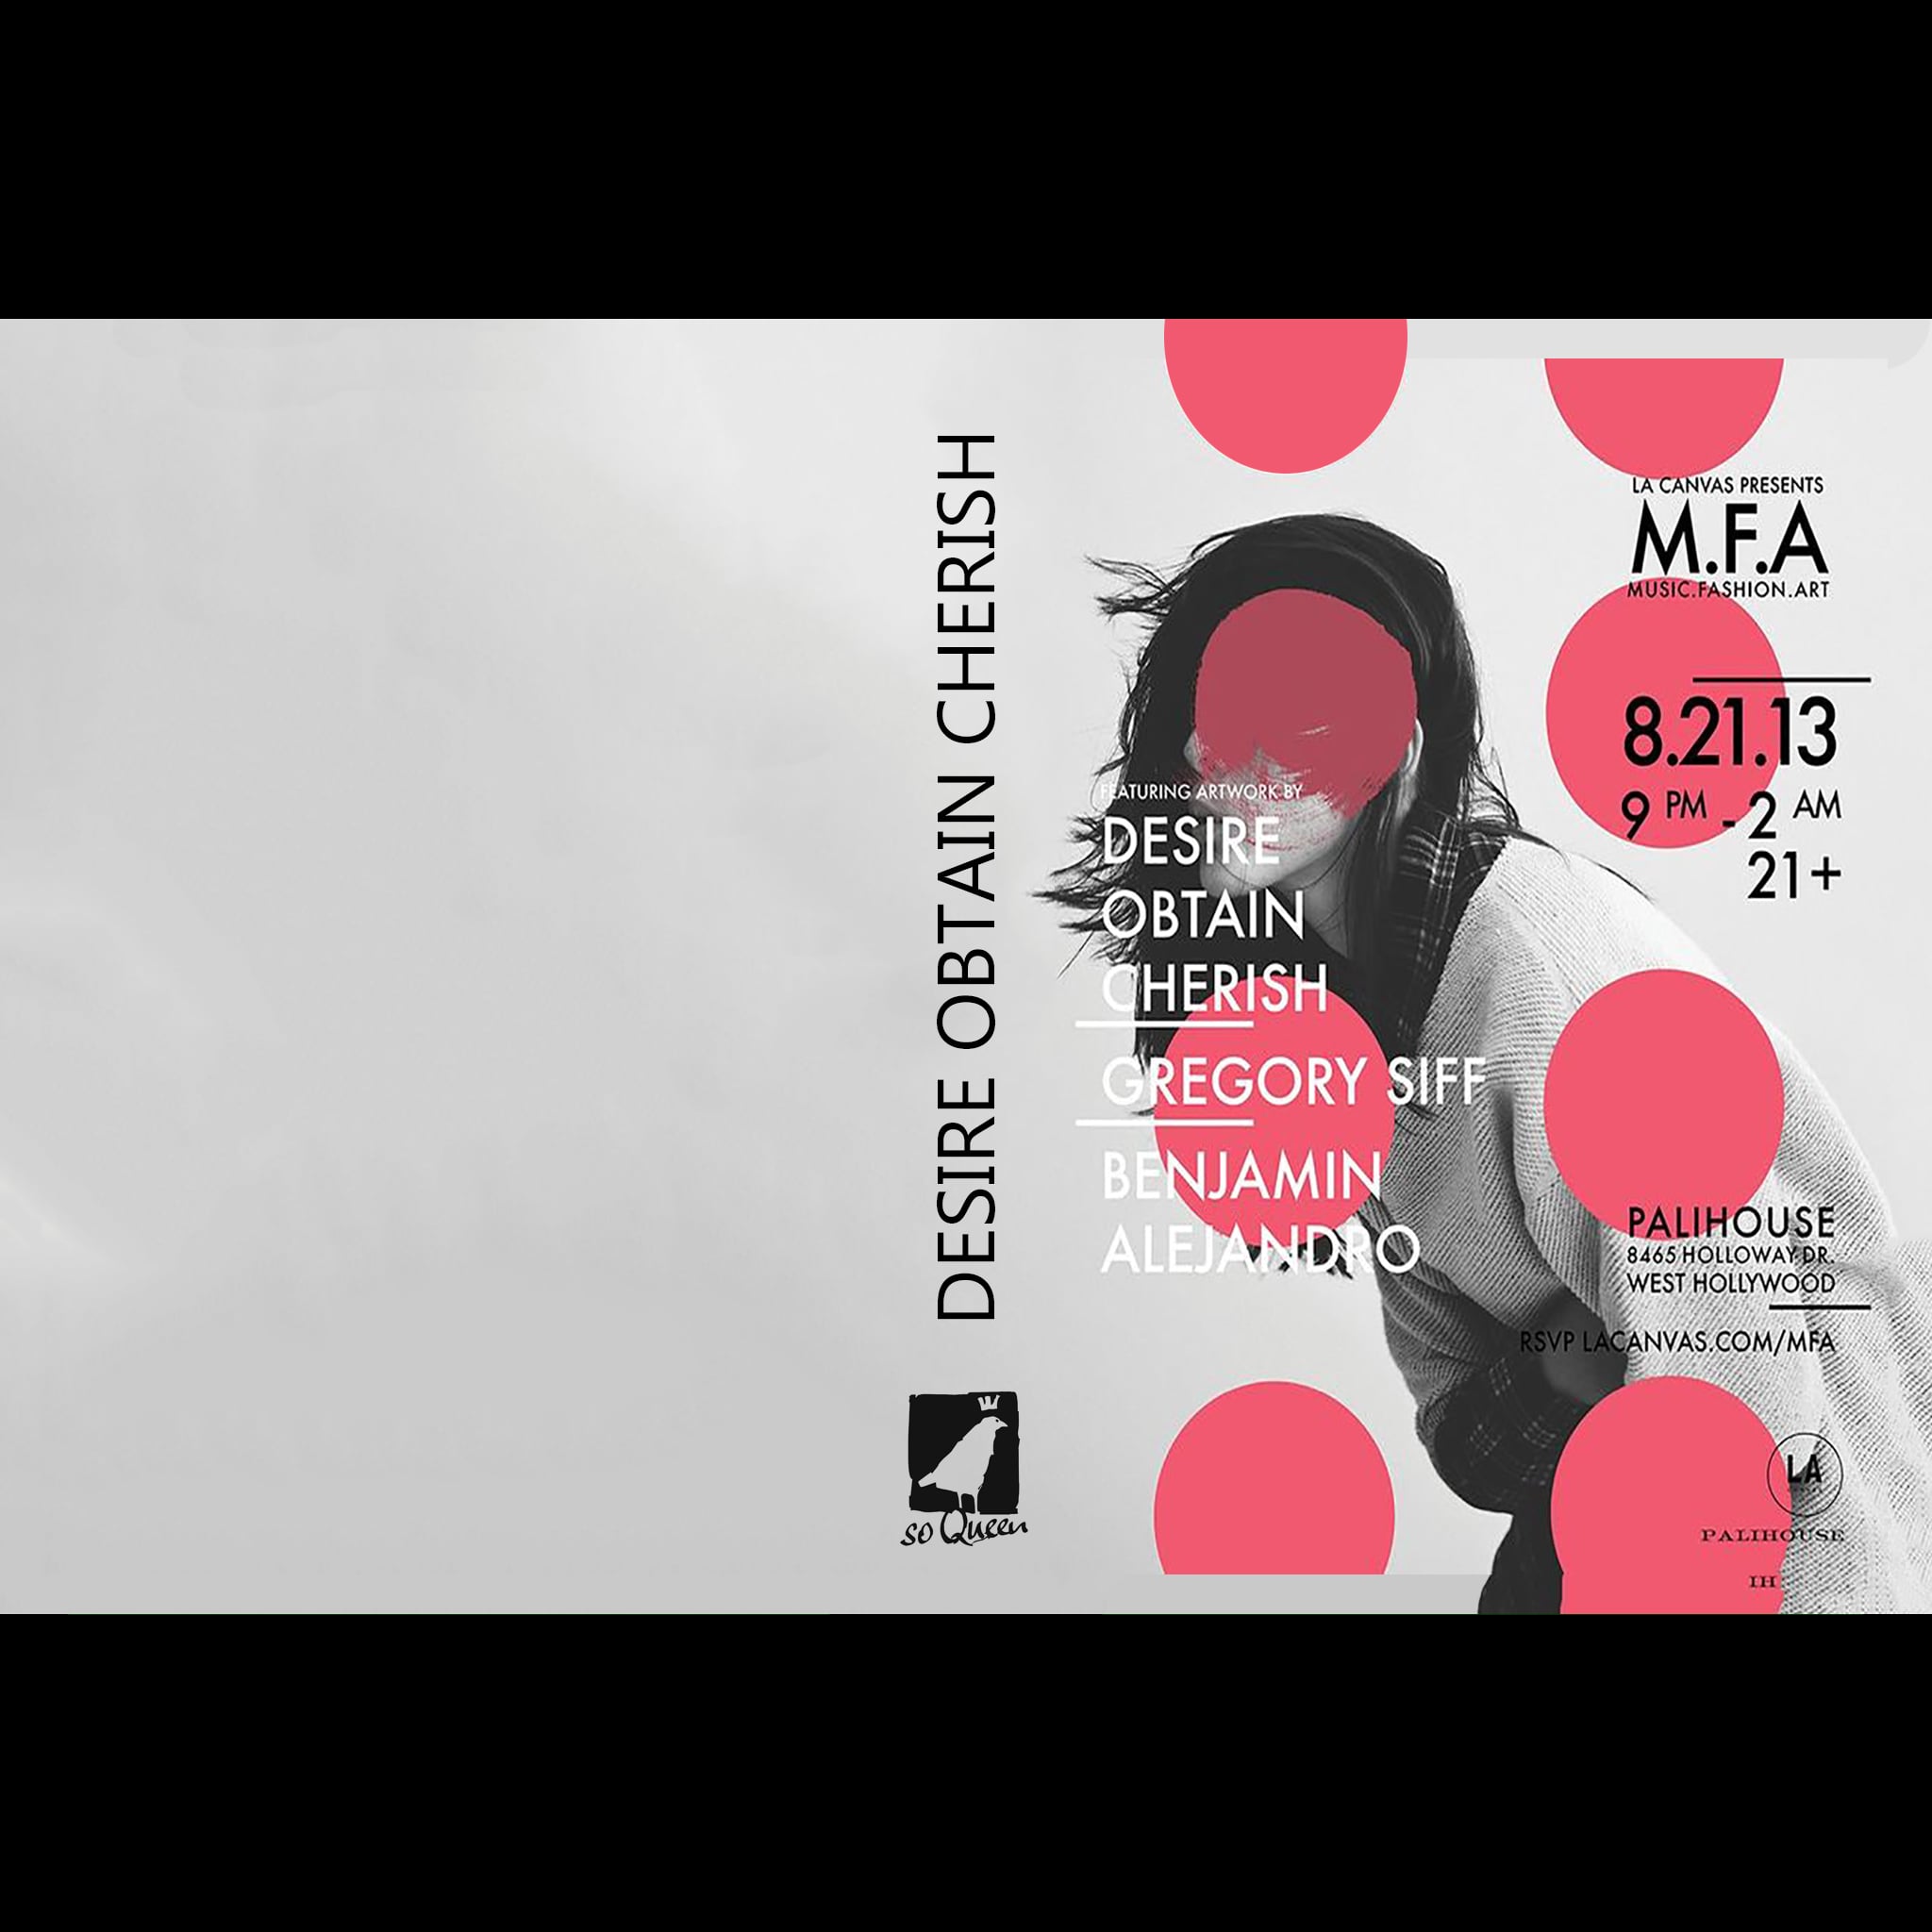 DESIRE OBTAIN CHERISH
so Queen
LA CANVAS PRESENTS
M.F.A
MUSIC.FASHION.ART
8.21.13
9 PM - 2 AM
21+
FEATURING ARTWORK BY
DESIRE
OBTAIN
CHERISH
GREGORY SIFF
BENJAMIN
ALEJANDRO
PALIHOUSE
8465 HOLLOWAY DR.
WEST HOLLYWOOD
RSVP LACANVAS.COM/MFA
LA
PALIHOUSE
IH